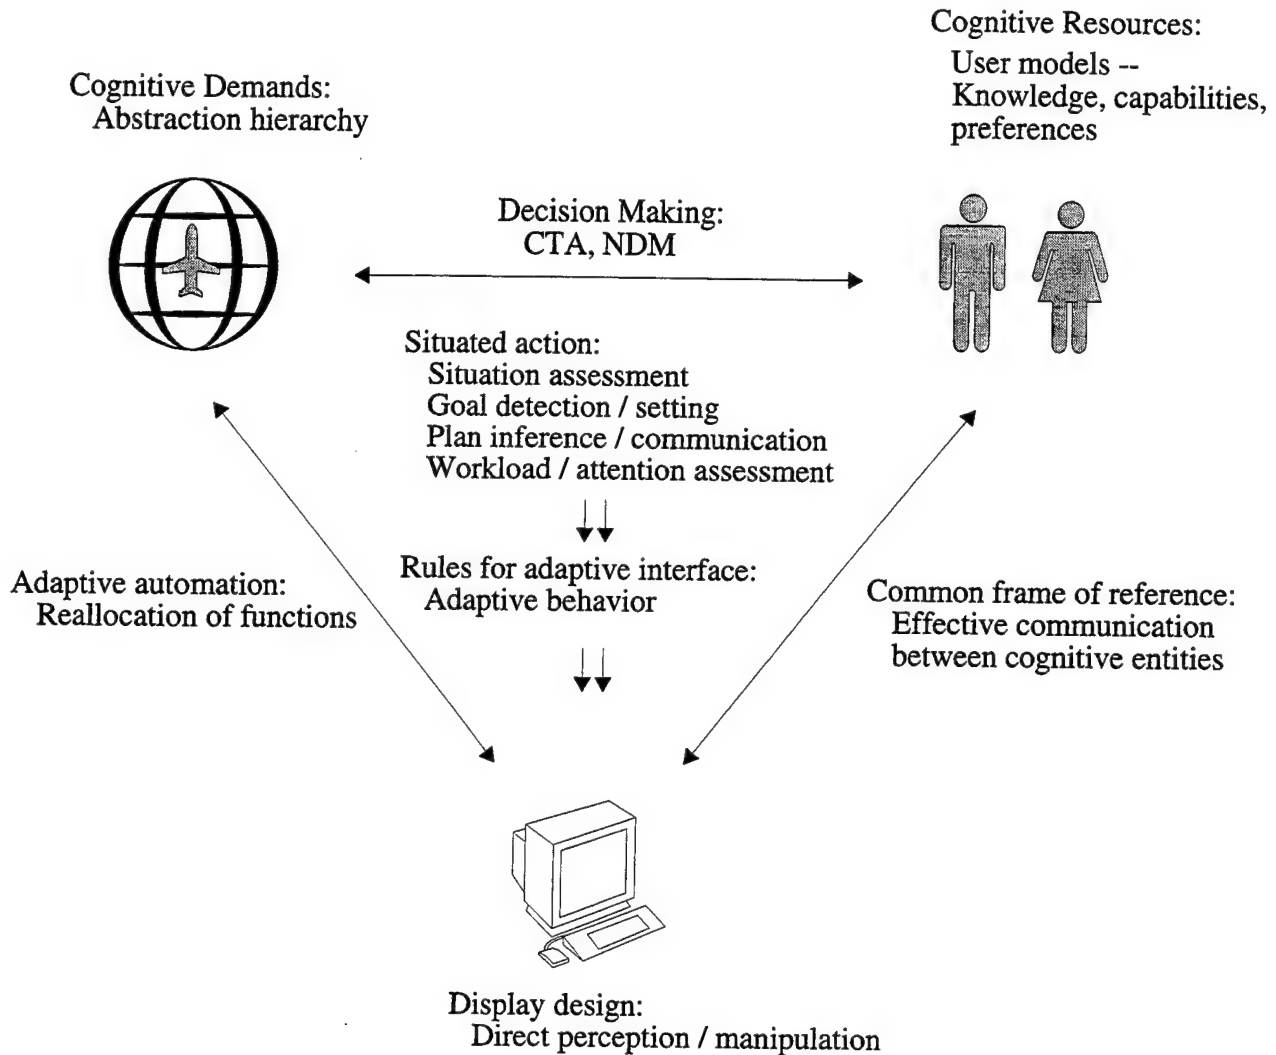 Cognitive Resources:
User models --
Knowledge, capabilities,
preferences
Cognitive Demands:
Abstraction hierarchy
Decision Making:
CTA, NDM
Situated action:
Situation assessment
Goal detection / setting
Plan inference / communication
Workload / attention assessment
Rules for adaptive interface:
Adaptive behavior
Adaptive automation:
Reallocation of functions
Common frame of reference:
Effective communication
between cognitive entities
Display design:
Direct perception / manipulation